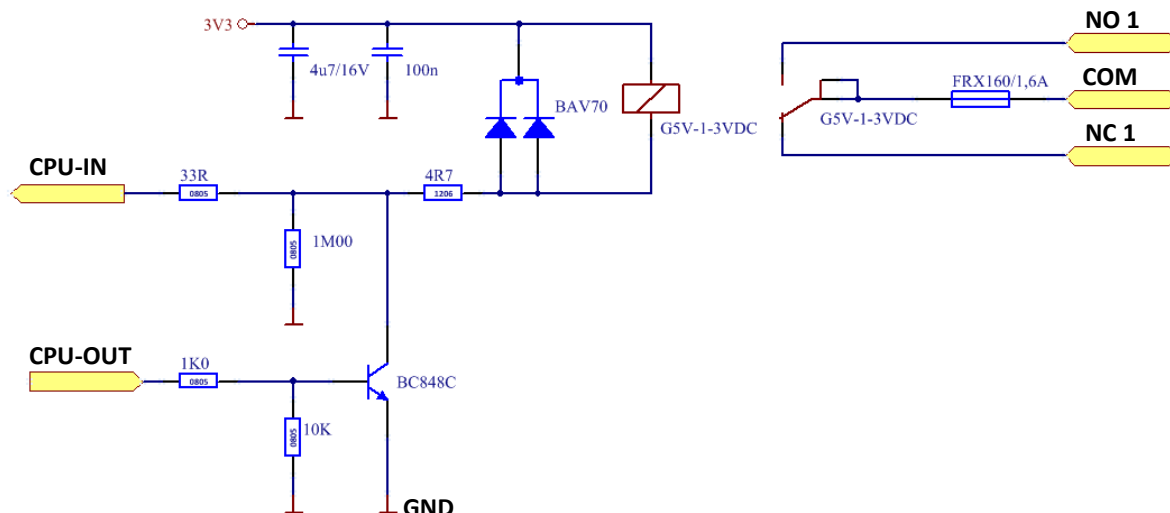 3V3
4u7/16V
100n
BAV70
G5V-1-3VDC
NO 1
FRX160/1,6A
COM
G5V-1-3VDC
NC 1
CPU-IN
33R
0805
4R7
1206
0805
1M00
CPU-OUT
1K0
0805
BC848C
0805
10K
GND